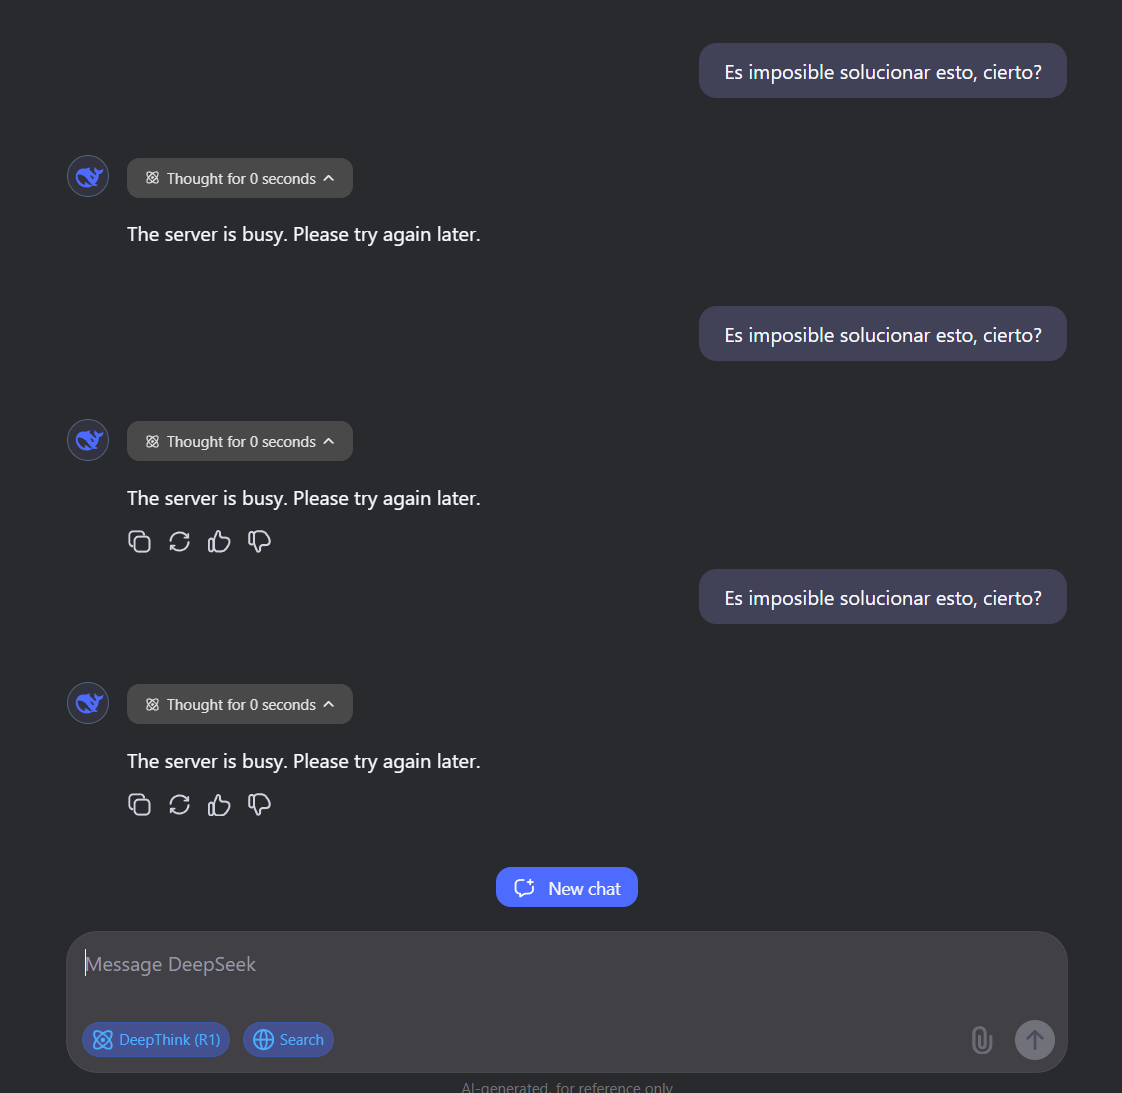 Es imposible solucionar esto, cierto?
Thought for 0 seconds
The server is busy. Please try again later.
Es imposible solucionar esto, cierto?
Thought for 0 seconds
The server is busy. Please try again later.
Es imposible solucionar esto, cierto?
Thought for 0 seconds
The server is busy. Please try again later.
New chat
Message DeepSeek
DeepThink (R1)
Search
AI-generated, for reference only